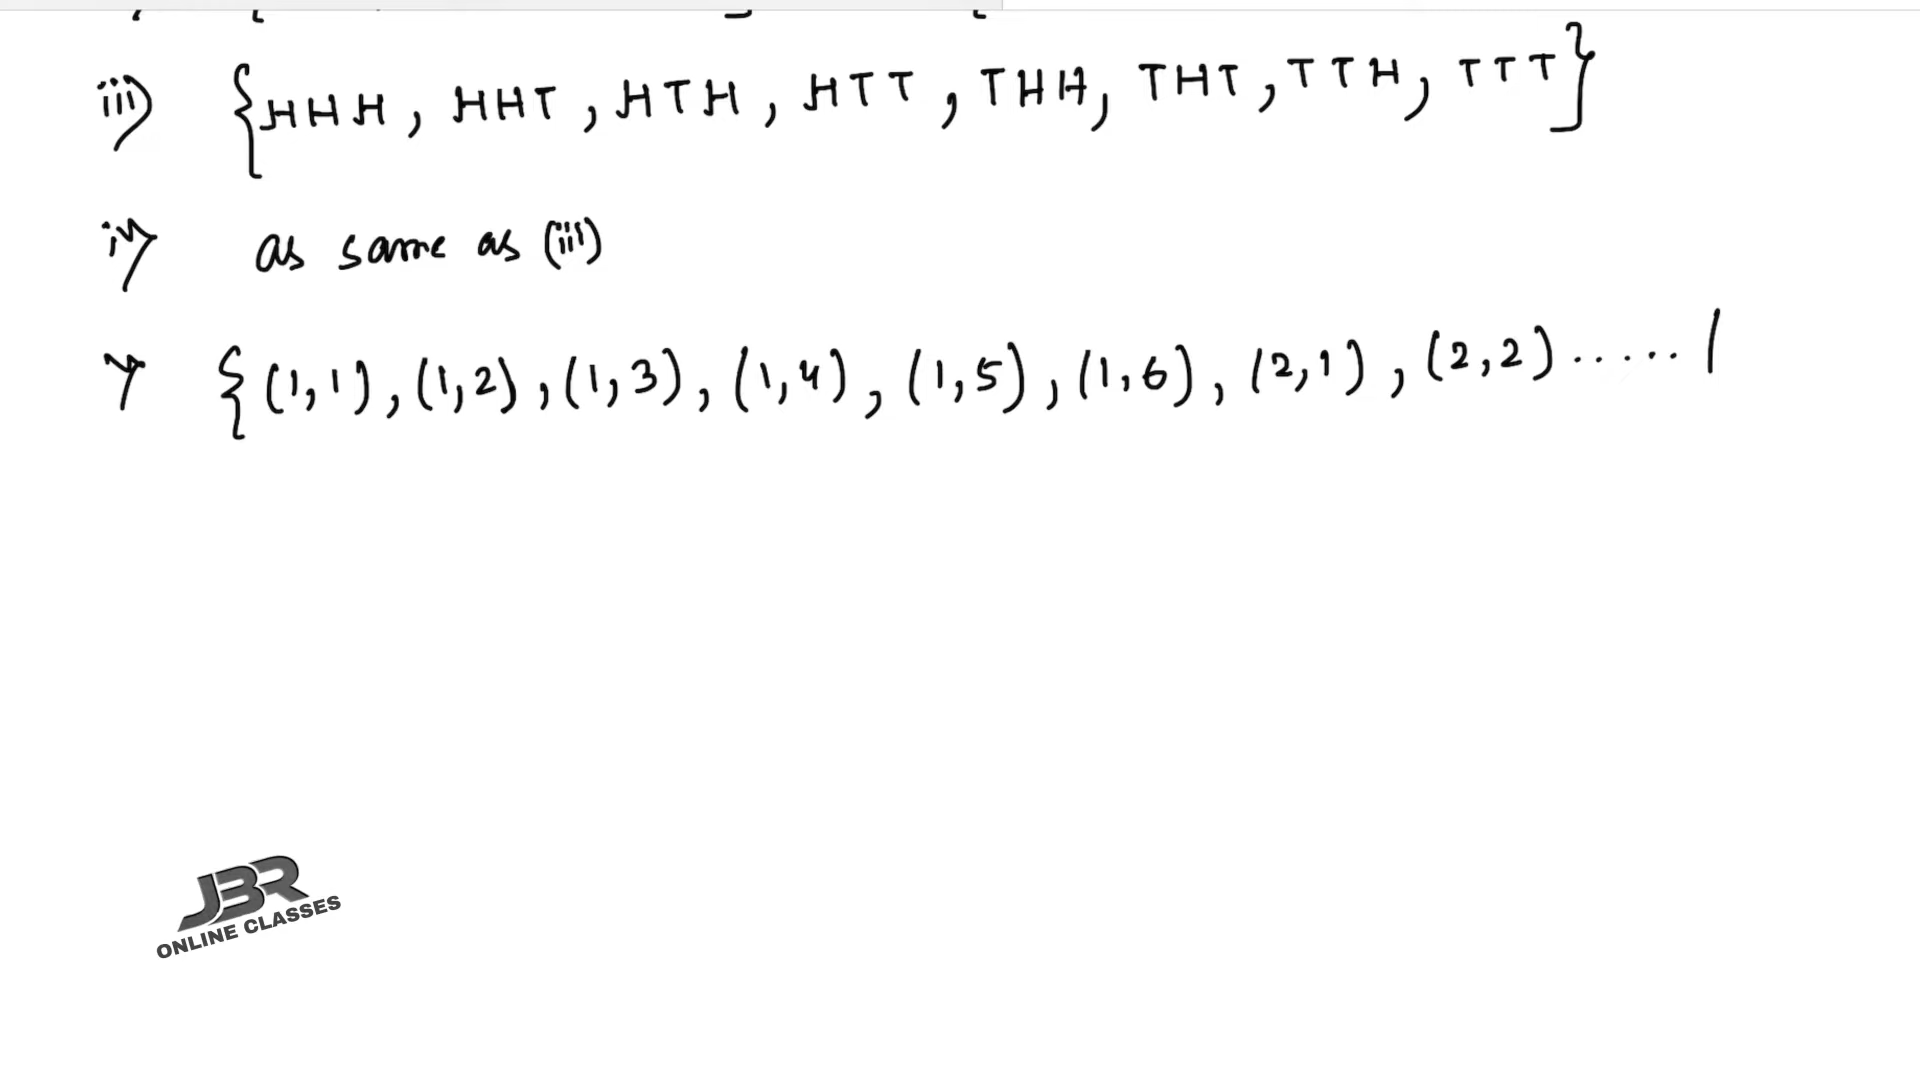 iii) {HHH, HHT, HTH, HTT, THH, THT, TTH, TTT}
iv) as same as (iii)
v) {(1,1), (1,2), (1,3), (1,4), (1,5), (1,6), (2,1), (2,2).....
JBR
ONLINE CLASSES